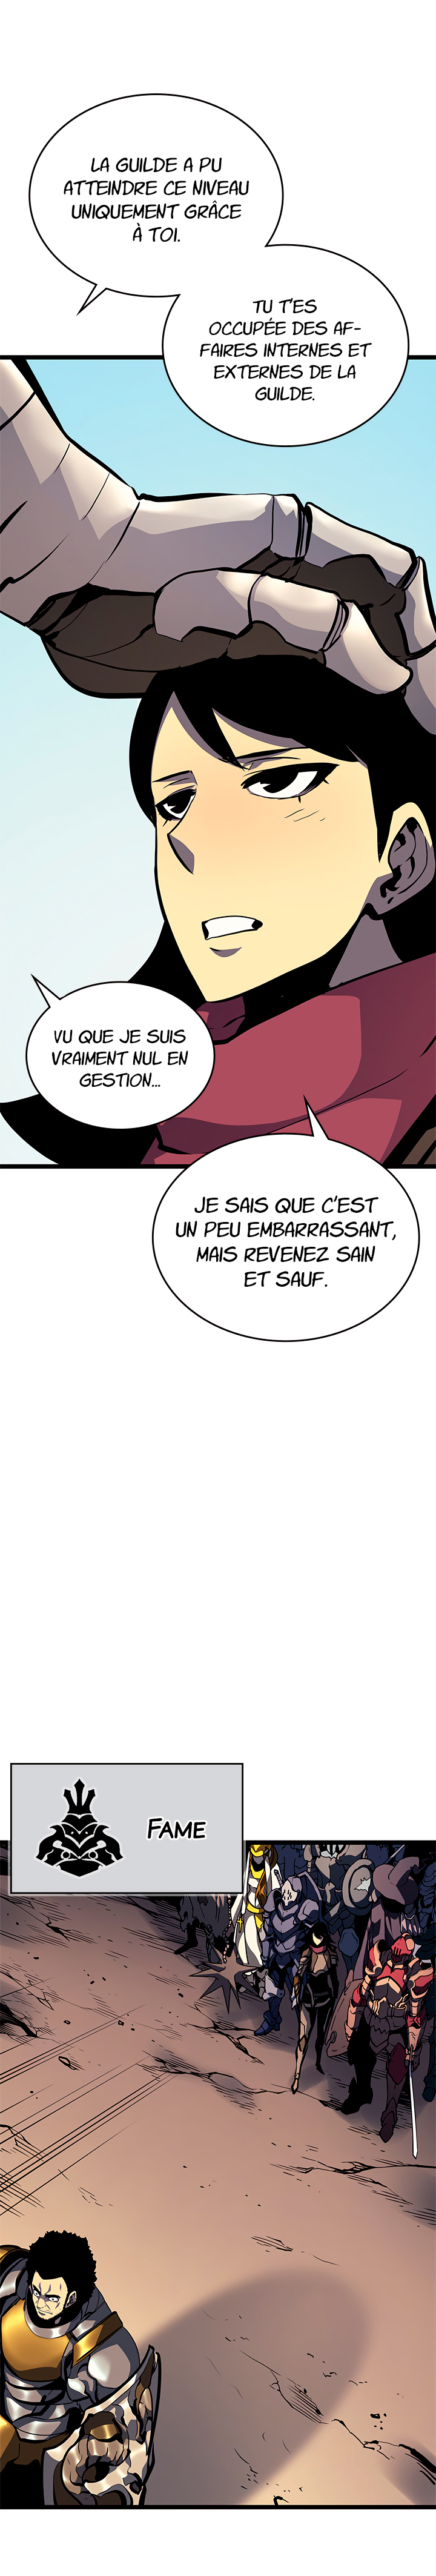 LA GUILDE A PU
ATTEINDRE CE NIVEAU
UNIQUEMENT GRÂCE
À TOI.
TU T'ES
OCCUPÉE DES AF-
FAIRES INTERNES ET
EXTERNES DE LA
GUILDE.
VU QUE JE SUIS
VRAIMENT NUL EN
GESTION...
JE SAIS QUE C'EST
UN PEU EMBARRASSANT,
MAIS REVENEZ SAIN
ET SAUF.
FAME